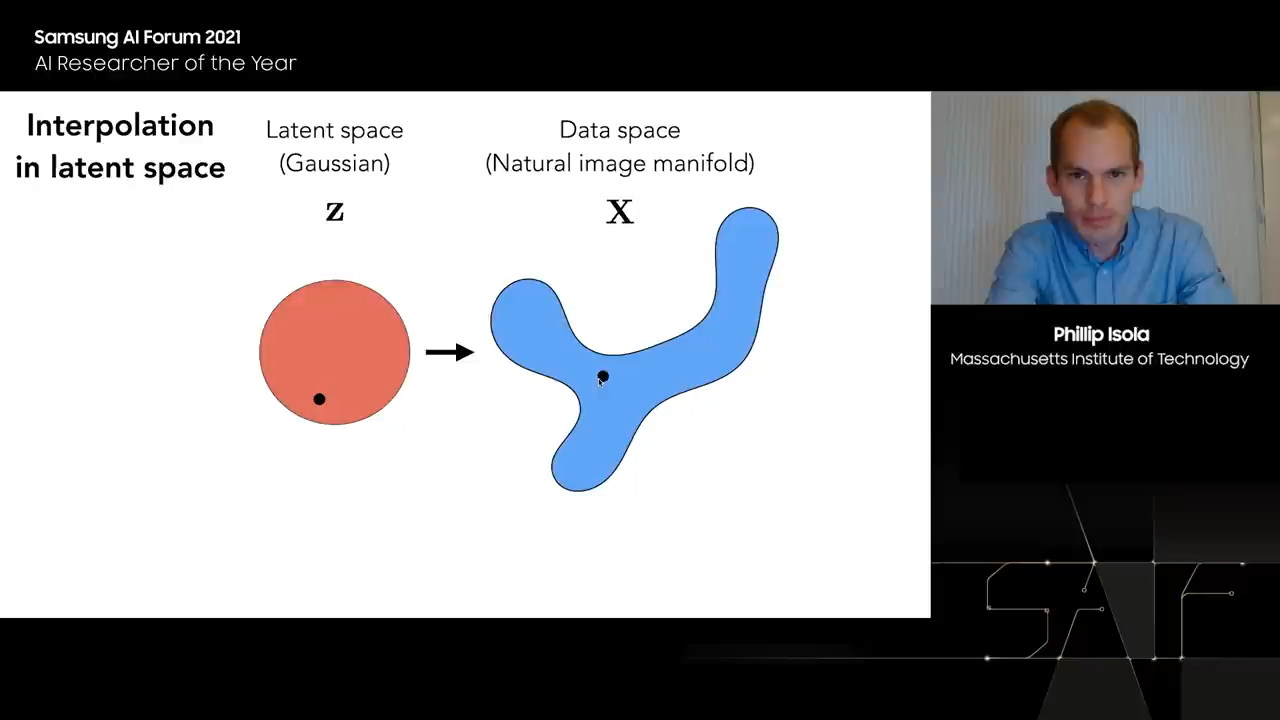 Samsung AI Forum 2021
AI Researcher of the Year
Interpolation
in latent space
Latent space
(Gaussian)
z
Data space
(Natural image manifold)
x
Phillip Isola
Massachusetts Institute of Technology
SAF